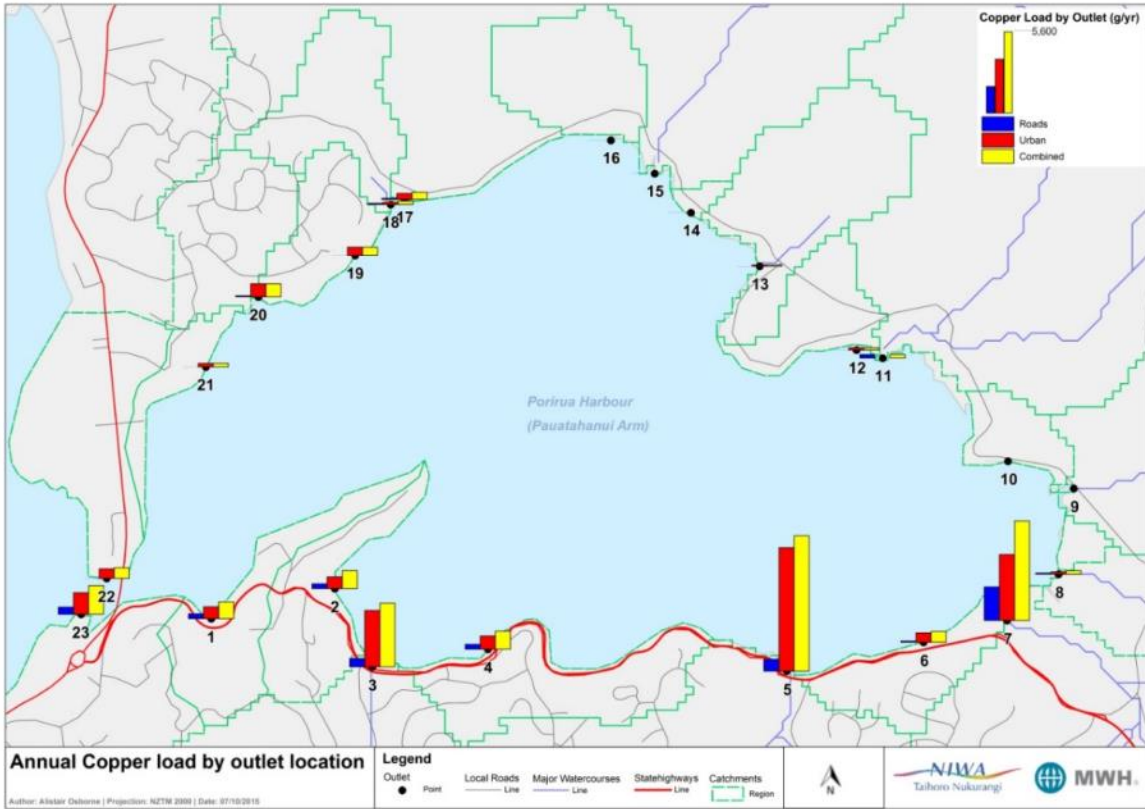 Copper Load by Outlet (g/yr)
5,600
Roads
Urban
Combined
16
15
17
18
14
19
13
20
12
11
21
Porirua Harbour
(Pauatahanui Arm)
10
9
22
2
8
23
1
7
3
4
6
5
Annual Copper load by outlet location
Author: Alistair Osborne | Projection: NZTM 2000 | Date: 07/10/2015
Legend
Outlet
Point
Local Roads
Line
Major Watercourses
Line
Statehighways
Line
Catchments
Region
N
NIWA
Taihoro Nukurangi
MWH